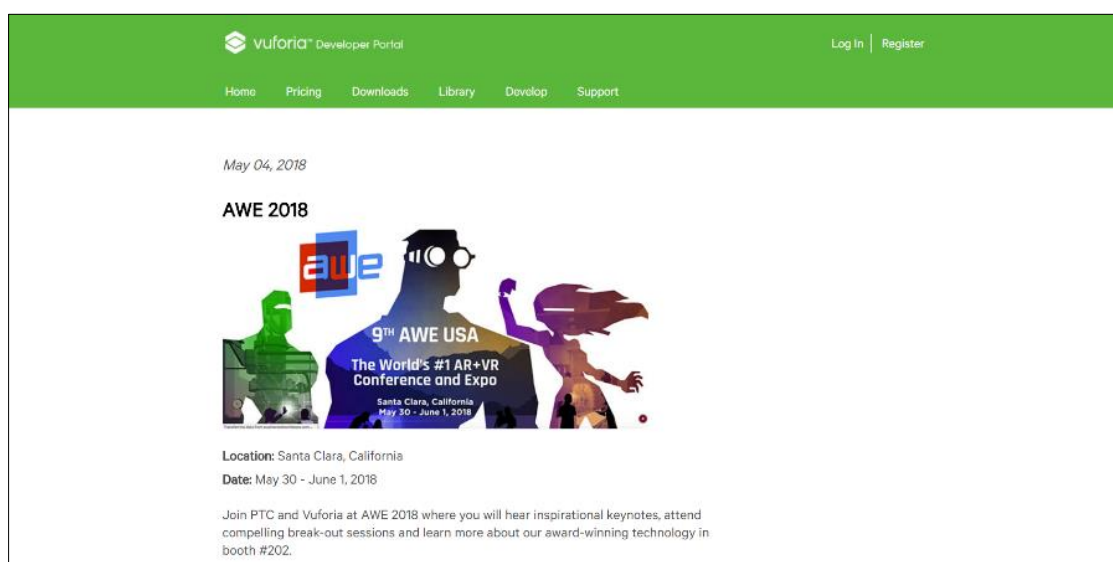 vuforia™ Developer Portal
Log In | Register
Home Pricing Downloads Library Develop Support
May 04, 2018
AWE 2018
awe
9TH AWE USA
The World's #1 AR+VR
Conference and Expo
Santa Clara, California
May 30 - June 1, 2018
Location: Santa Clara, California
Date: May 30 - June 1, 2018
Join PTC and Vuforia at AWE 2018 where you will hear inspirational keynotes, attend
compelling break-out sessions and learn more about our award-winning technology in
booth #202.